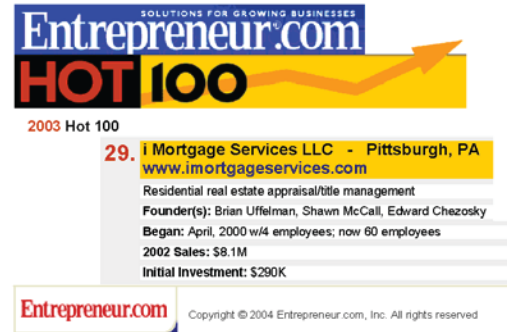 SOLUTIONS FOR GROWING BUSINESSES
Entrepreneur.com
HOT 100
2003 Hot 100
29. i Mortgage Services LLC - Pittsburgh, PA
www.imortgageservices.com
Residential real estate appraisal/title management
Founder(s): Brian Uffelman, Shawn McCall, Edward Chezosky
Began: April, 2000 w/4 employees; now 60 employees
2002 Sales: $8.1M
Initial Investment: $290K
Entrepreneur.com Copyright © 2004 Entrepreneur.com, Inc. All rights reserved